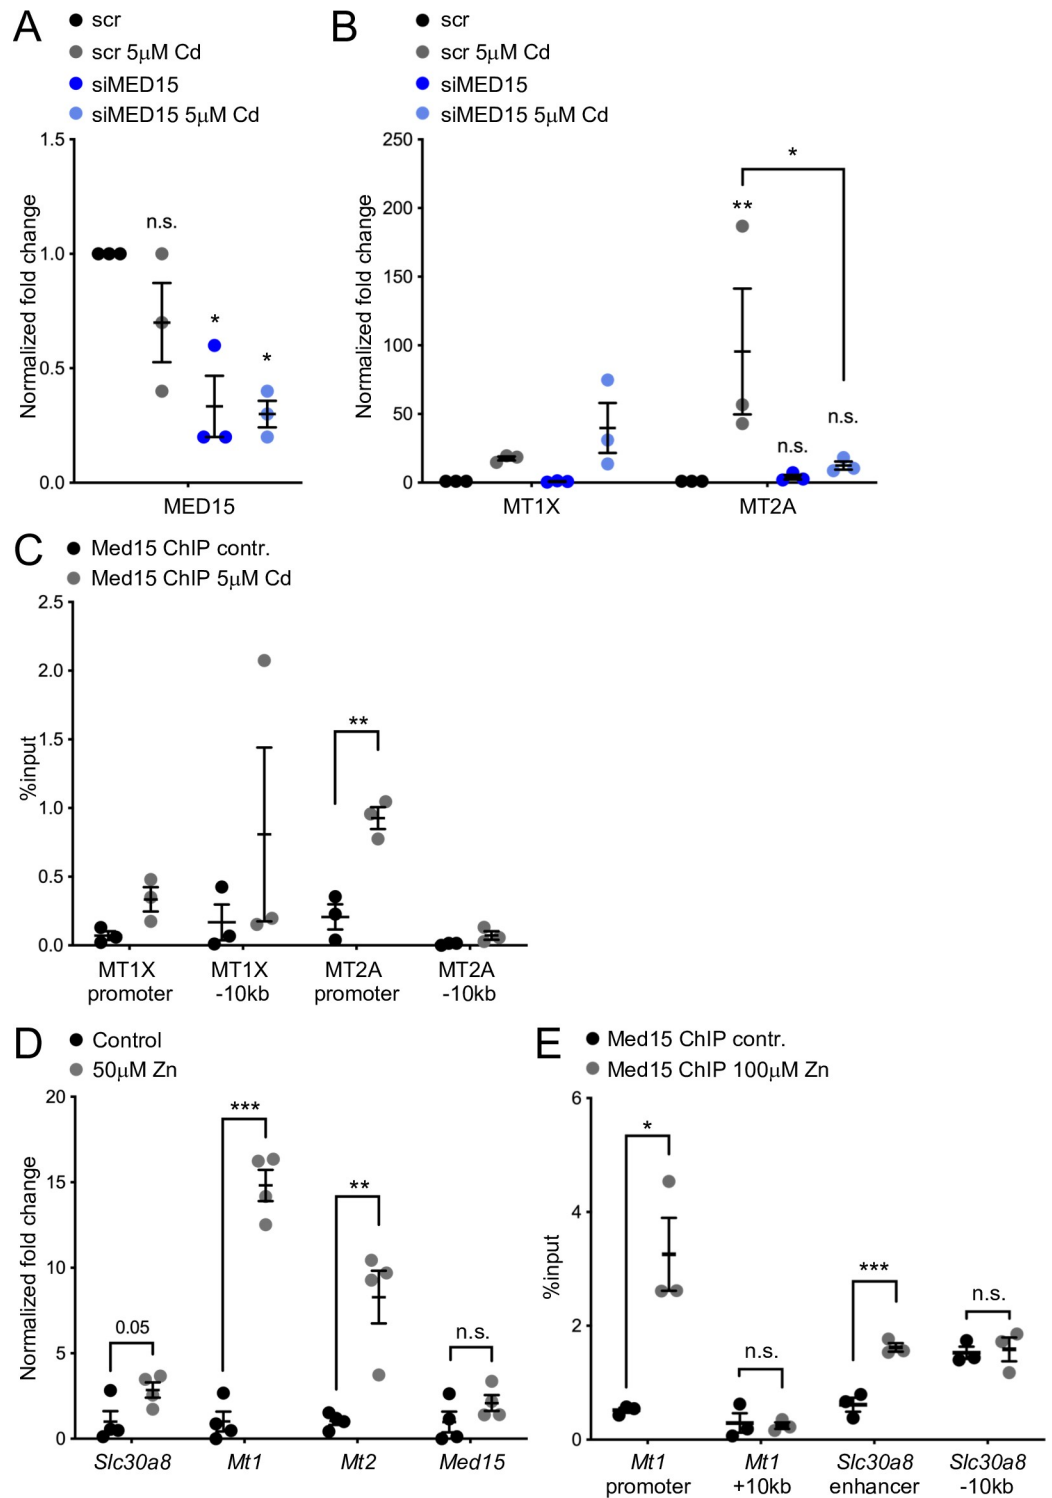 A
scr
scr 5μM Cd
siMED15
siMED15 5μM Cd
Normalized fold change
1.5
1.0
0.5
0.0
n.s.
*
*
MED15
B
scr
scr 5μM Cd
siMED15
siMED15 5μM Cd
Normalized fold change
250
200
150
100
50
0
*
**
n.s.
n.s.
MT1X
MT2A
C
Med15 ChIP contr.
Med15 ChIP 5μM Cd
%input
2.5
2.0
1.5
1.0
0.5
0.0
**
MT1X
promoter
MT1X
-10kb
MT2A
promoter
MT2A
-10kb
D
Control
50μM Zn
Normalized fold change
20
15
10
5
0
0.05
***
**
n.s.
Slc30a8
Mt1
Mt2
Med15
E
Med15 ChIP contr.
Med15 ChIP 100μM Zn
%input
6
4
2
0
*
n.s.
***
n.s.
Mt1
promoter
Mt1
+10kb
Slc30a8
enhancer
Slc30a8
-10kb